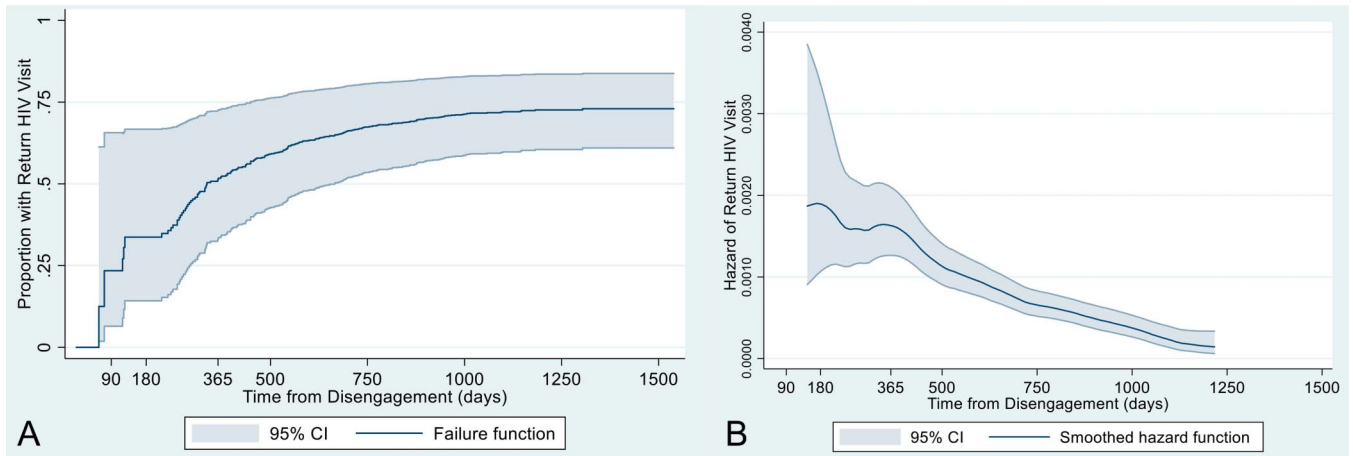 Proportion with Return HIV Visit
1
.75
.5
.25
0
90 180 365 500 750 1000 1250 1500
Time from Disengagement (days)
95% CI Failure function
A
Hazard of Return HIV Visit
0.0040
0.0030
0.0020
0.0010
0.0000
90 180 365 500 750 1000 1250 1500
Time from Disengagement (days)
95% CI Smoothed hazard function
B